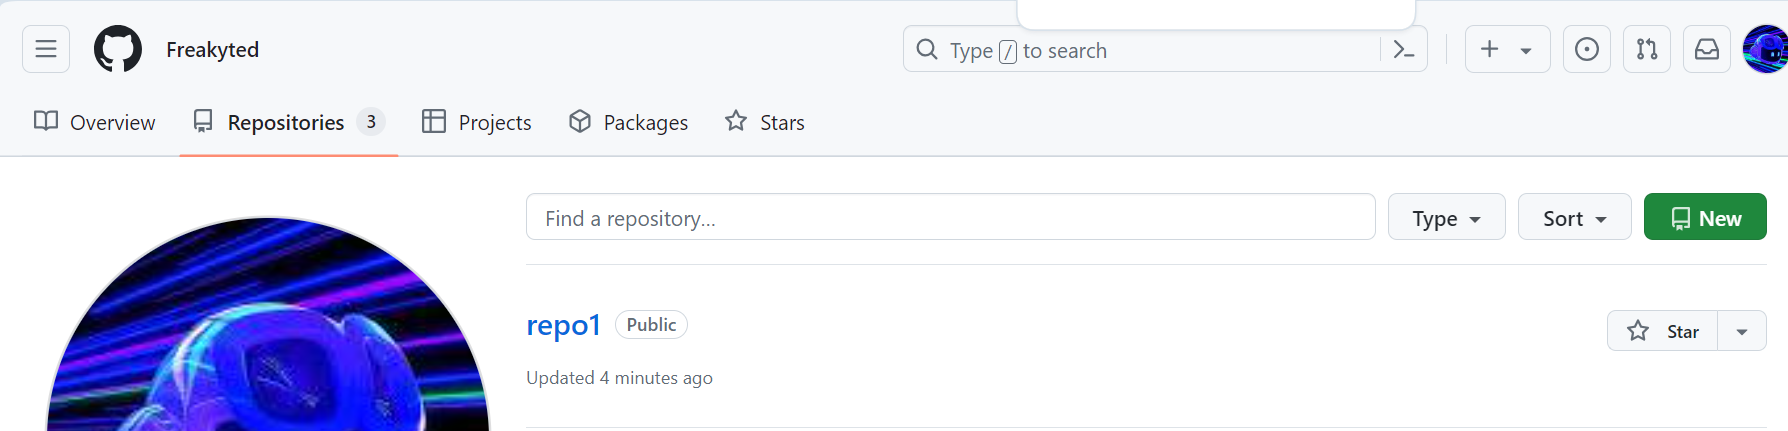 Freakyted
Type / to search
Overview
Repositories 3
Projects
Packages
Stars
Find a repository...
Type
Sort
New
repo1 Public
Star
Updated 4 minutes ago